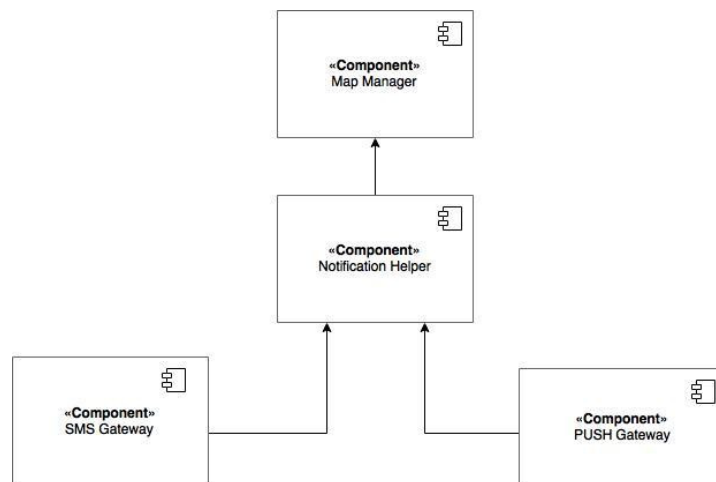 «Component»
Map Manager
«Component»
Notification Helper
«Component»
SMS Gateway
«Component»
PUSH Gateway